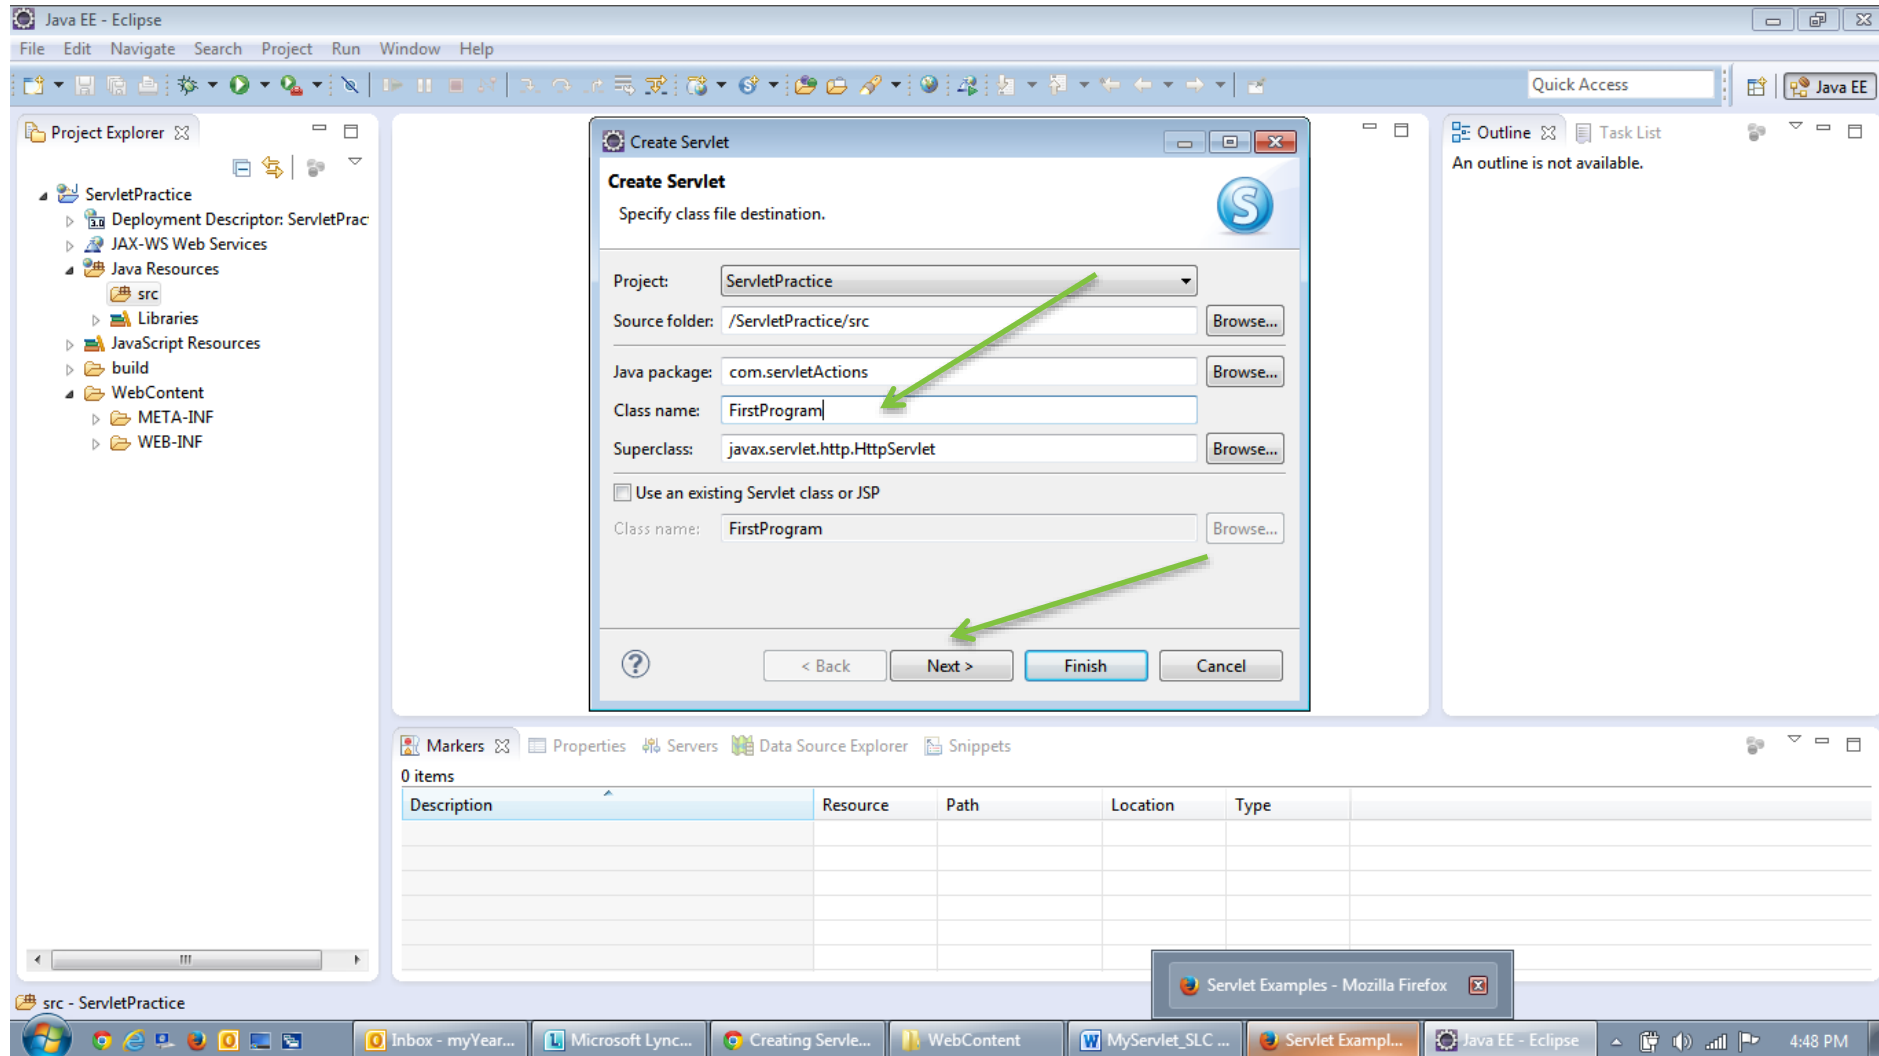 Java EE - Eclipse
File Edit Navigate Search Project Run Window Help
Quick Access
Java EE
Project Explorer
ServletPractice
3.0 Deployment Descriptor: ServletPrac
JAX-WS Web Services
Java Resources
src
Libraries
JavaScript Resources
build
WebContent
META-INF
WEB-INF
Create Servlet
Create Servlet
Specify class file destination.
S
Project: ServletPractice
Source folder: /ServletPractice/src Browse...
Java package: com.servletActions Browse...
Class name: FirstProgram
Superclass: javax.servlet.http.HttpServlet Browse...
Use an existing Servlet class or JSP
Class name: FirstProgram Browse...
? < Back Next > Finish Cancel
Outline Task List
An outline is not available.
Markers Properties Servers Data Source Explorer Snippets
0 items
Description Resource Path Location Type
src - ServletPractice
Servlet Examples - Mozilla Firefox
Inbox - myYear... Microsoft Lync... Creating Servle... WebContent MyServlet_SLC ... Servlet Exampl... Java EE - Eclipse 4:48 PM